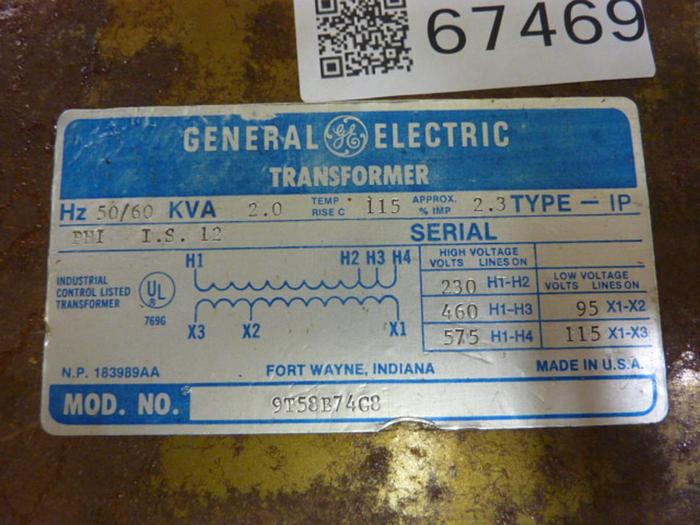 67469
GENERAL GE ELECTRIC
TRANSFORMER
Hz 50/60 KVA 2.0 TEMP RISE C 115 APPROX. % IMP 2.3 TYPE - IP
PHI I.S. 12 SERIAL
H1 H2 H3 H4
HIGH VOLTAGE
VOLTS LINES ON
LOW VOLTAGE
VOLTS LINES ON
230 H1-H2
460 H1-H3 95 X1-X2
575 H1-H4 115 X1-X3
INDUSTRIAL
CONTROL LISTED
TRANSFORMER
UL
769G
X3 X2 X1
N.P. 183989AA FORT WAYNE, INDIANA MADE IN U.S.A.
MOD. NO. 9T58B74G8